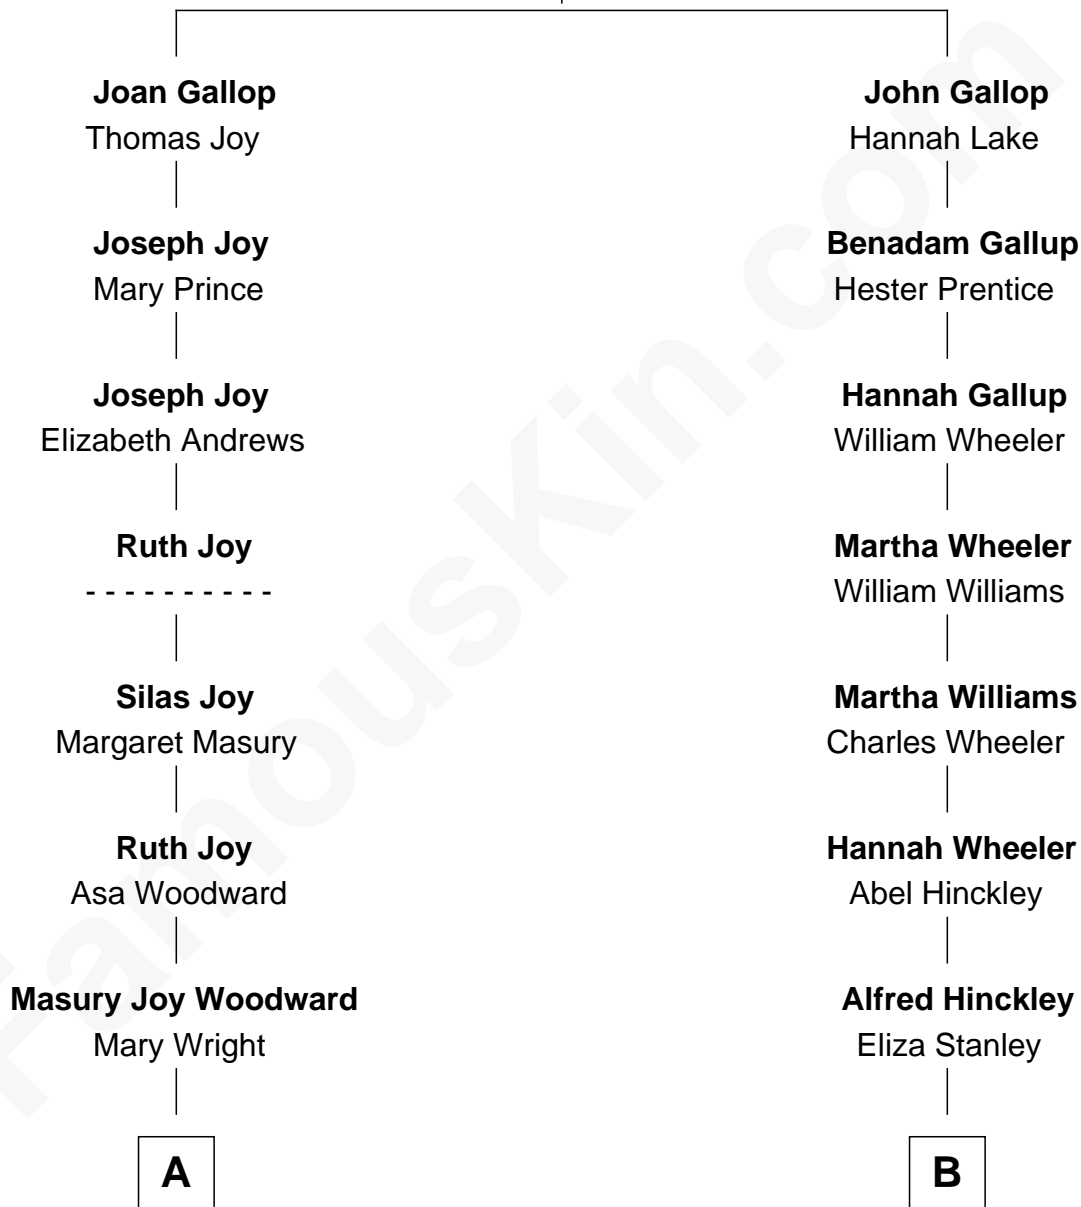 Joan Gallop
Thomas Joy
Joseph Joy
Mary Prince
Joseph Joy
Elizabeth Andrews
Ruth Joy
- - - - - - - - - -
Silas Joy
Margaret Masury
Ruth Joy
Asa Woodward
Masury Joy Woodward
Mary Wright
A
John Gallop
Hannah Lake
Benadam Gallup
Hester Prentice
Hannah Gallup
William Wheeler
Martha Wheeler
William Williams
Martha Williams
Charles Wheeler
Hannah Wheeler
Abel Hinckley
Alfred Hinckley
Eliza Stanley
B
FamousKin.com